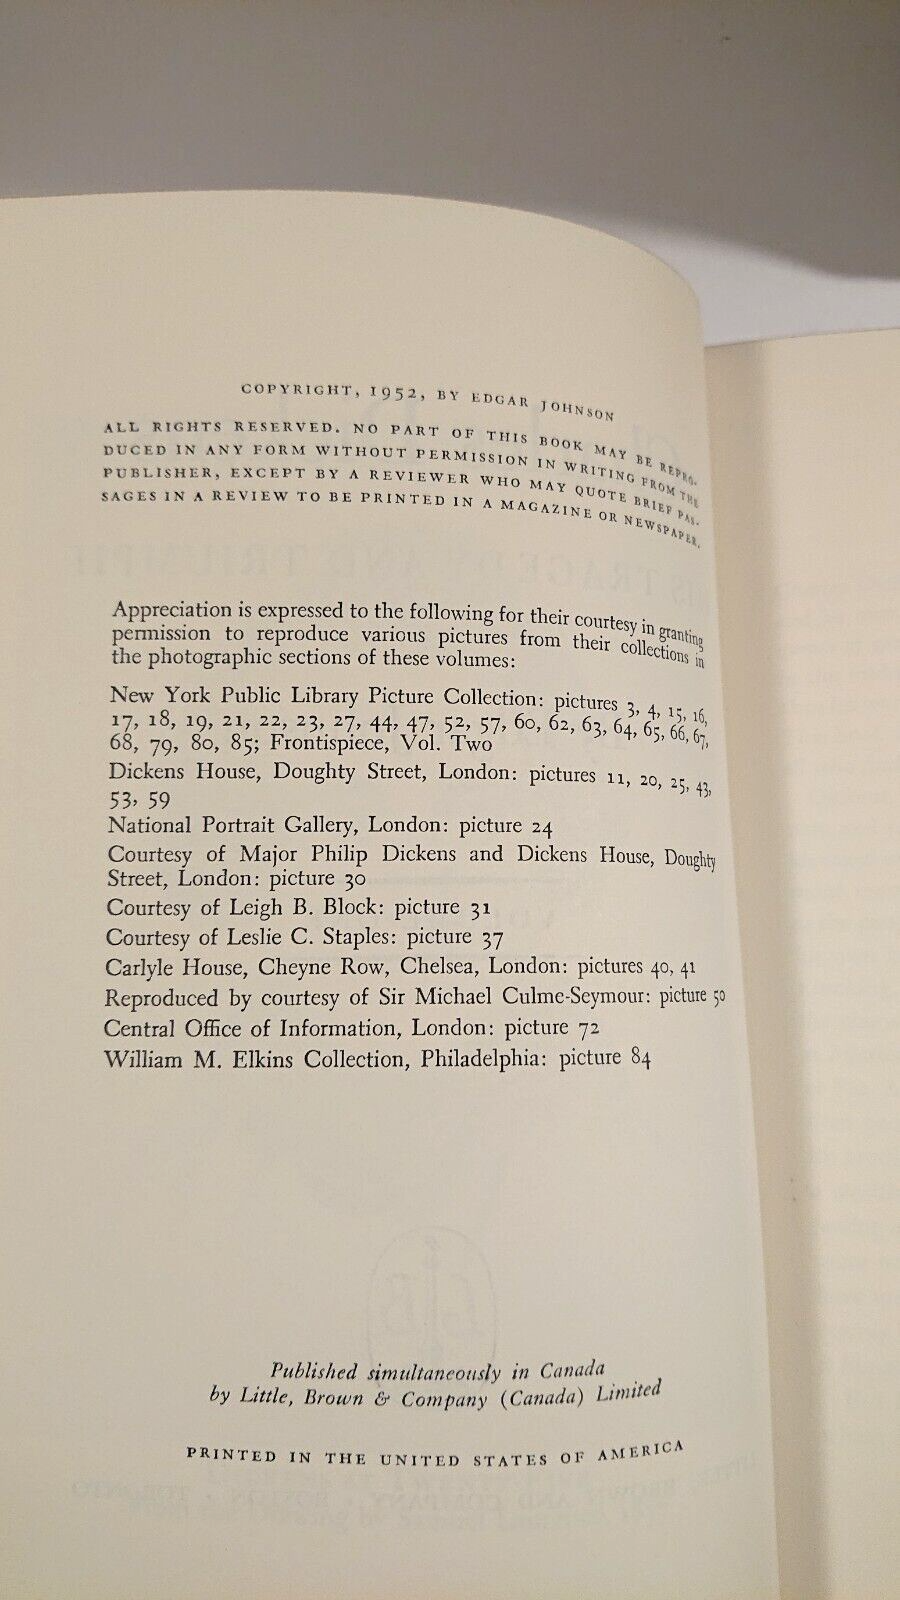 COPYRIGHT, 1952, BY EDGAR JOHNSON
ALL RIGHTS RESERVED. NO PART OF THIS BOOK MAY BE REPRO-
DUCED IN ANY FORM WITHOUT PERMISSION IN WRITING FROM THE
PUBLISHER, EXCEPT BY A REVIEWER WHO MAY QUOTE BRIEF PAS-
SAGES IN A REVIEW TO BE PRINTED IN A MAGAZINE OR NEWSPAPER.
Appreciation is expressed to the following for their courtesy in granting
permission to reproduce various pictures from their collections in
the photographic sections of these volumes:
New York Public Library Picture Collection: pictures 3, 4, 15, 16,
17, 18, 19, 21, 22, 23, 27, 44, 47, 52, 57, 60, 62, 63, 64, 65, 66, 67,
68, 79, 80, 85; Frontispiece, Vol. Two
Dickens House, Doughty Street, London: pictures 11, 20, 25, 43,
53, 59
National Portrait Gallery, London: picture 24
Courtesy of Major Philip Dickens and Dickens House, Doughty
Street, London: picture 30
Courtesy of Leigh B. Block: picture 31
Courtesy of Leslie C. Staples: picture 37
Carlyle House, Cheyne Row, Chelsea, London: pictures 40, 41
Reproduced by courtesy of Sir Michael Culme-Seymour: picture 50
Central Office of Information, London: picture 72
William M. Elkins Collection, Philadelphia: picture 84
Published simultaneously in Canada
by Little, Brown & Company (Canada) Limited
PRINTED IN THE UNITED STATES OF AMERICA